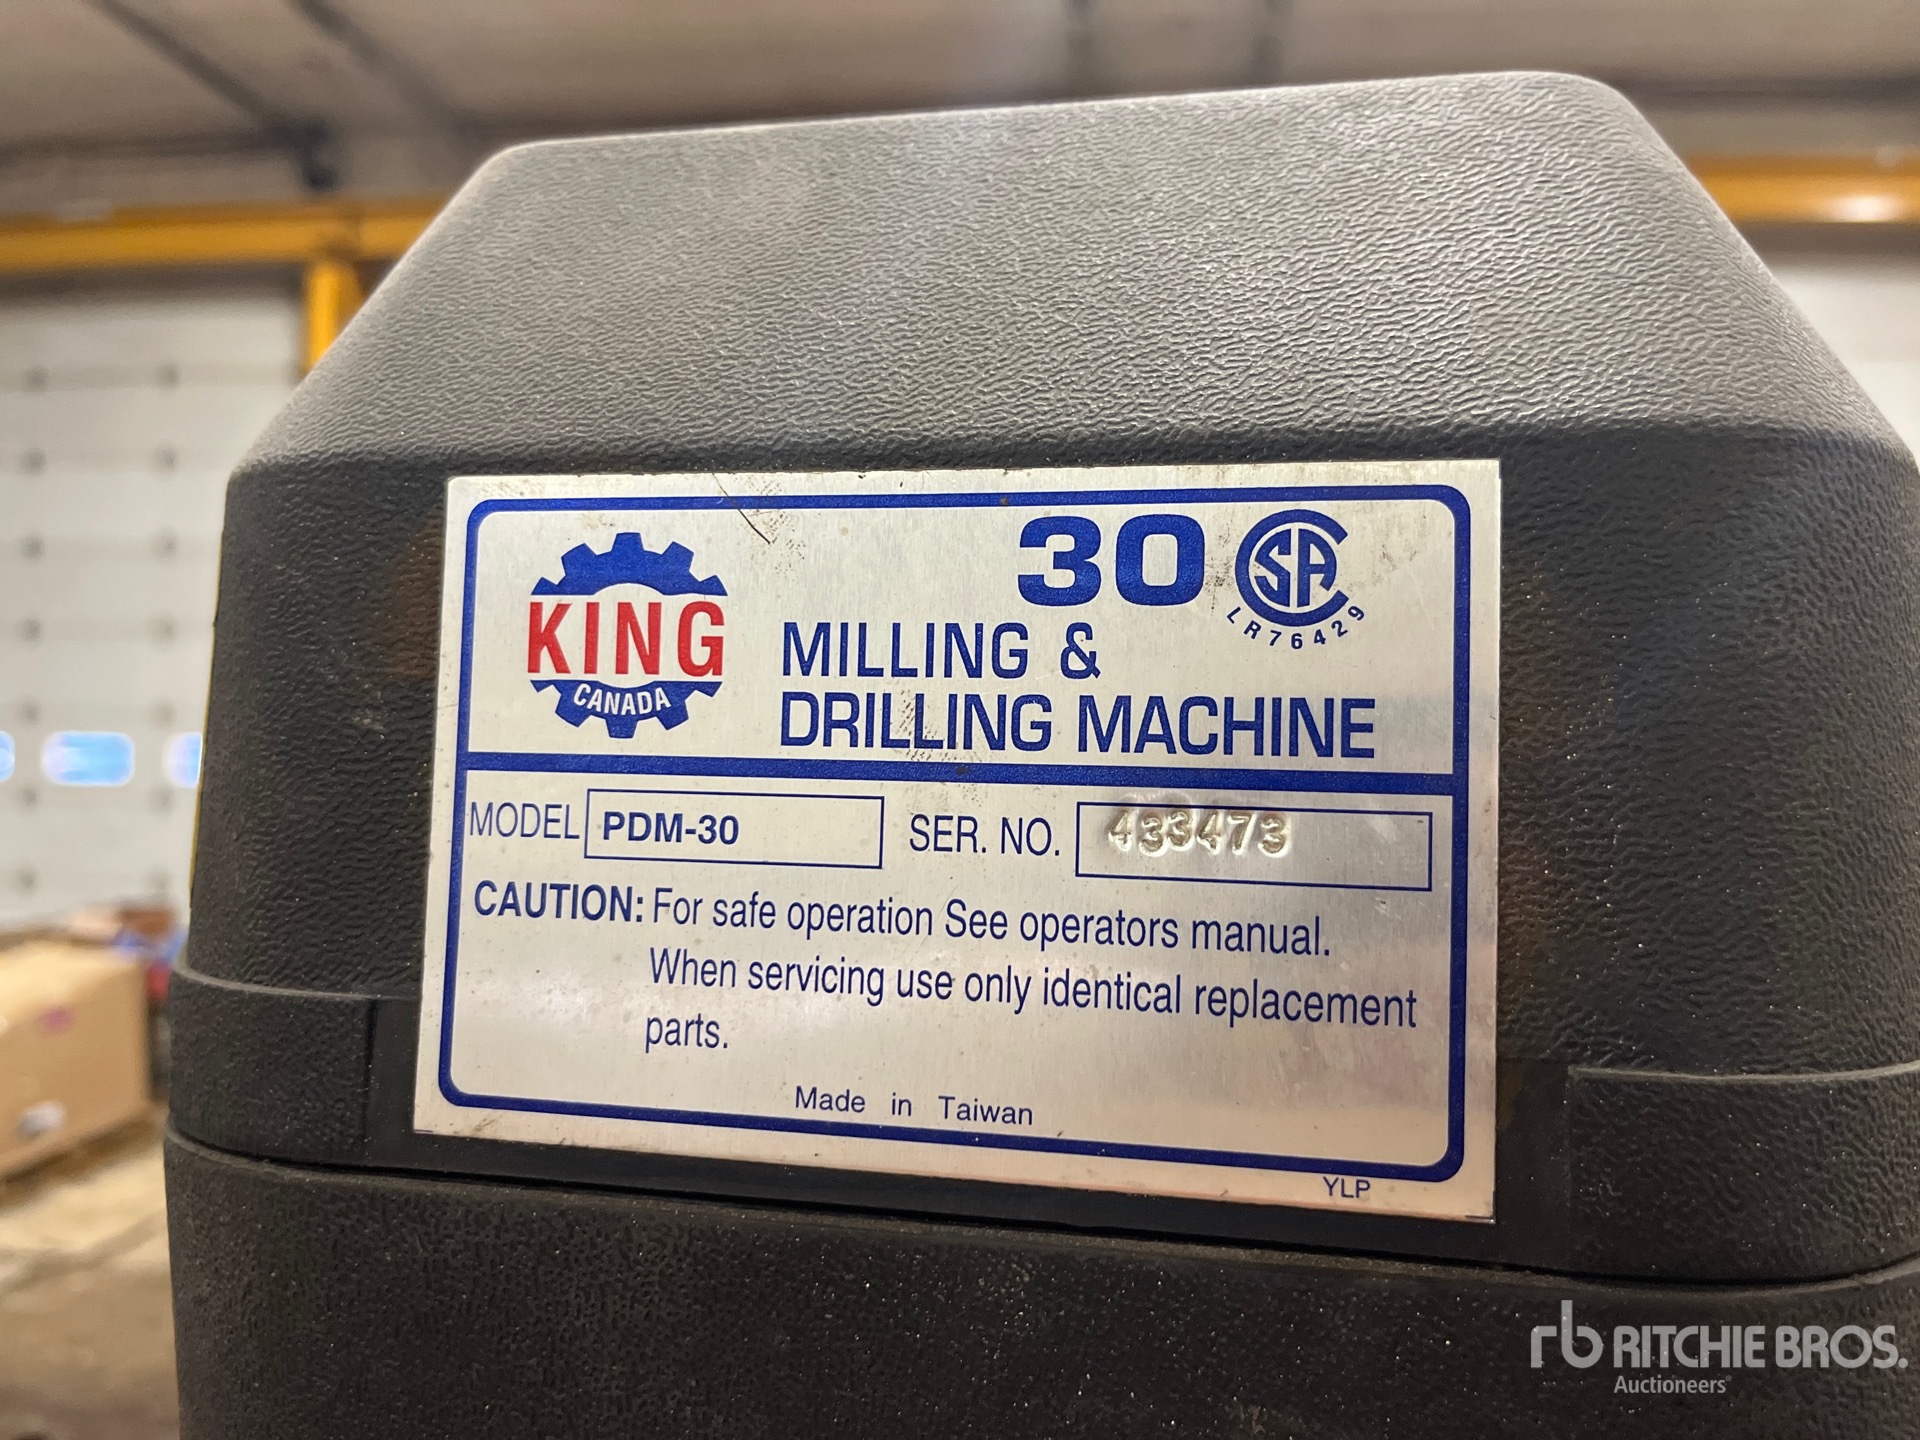 KING
CANADA
30
SA
LR76429
MILLING &
DRILLING MACHINE
MODEL PDM-30 SER. NO. 433473
CAUTION: For safe operation See operators manual.
When servicing use only identical replacement
parts.
Made in Taiwan
YLP
rb RITCHIE BROS.
Auctioneers